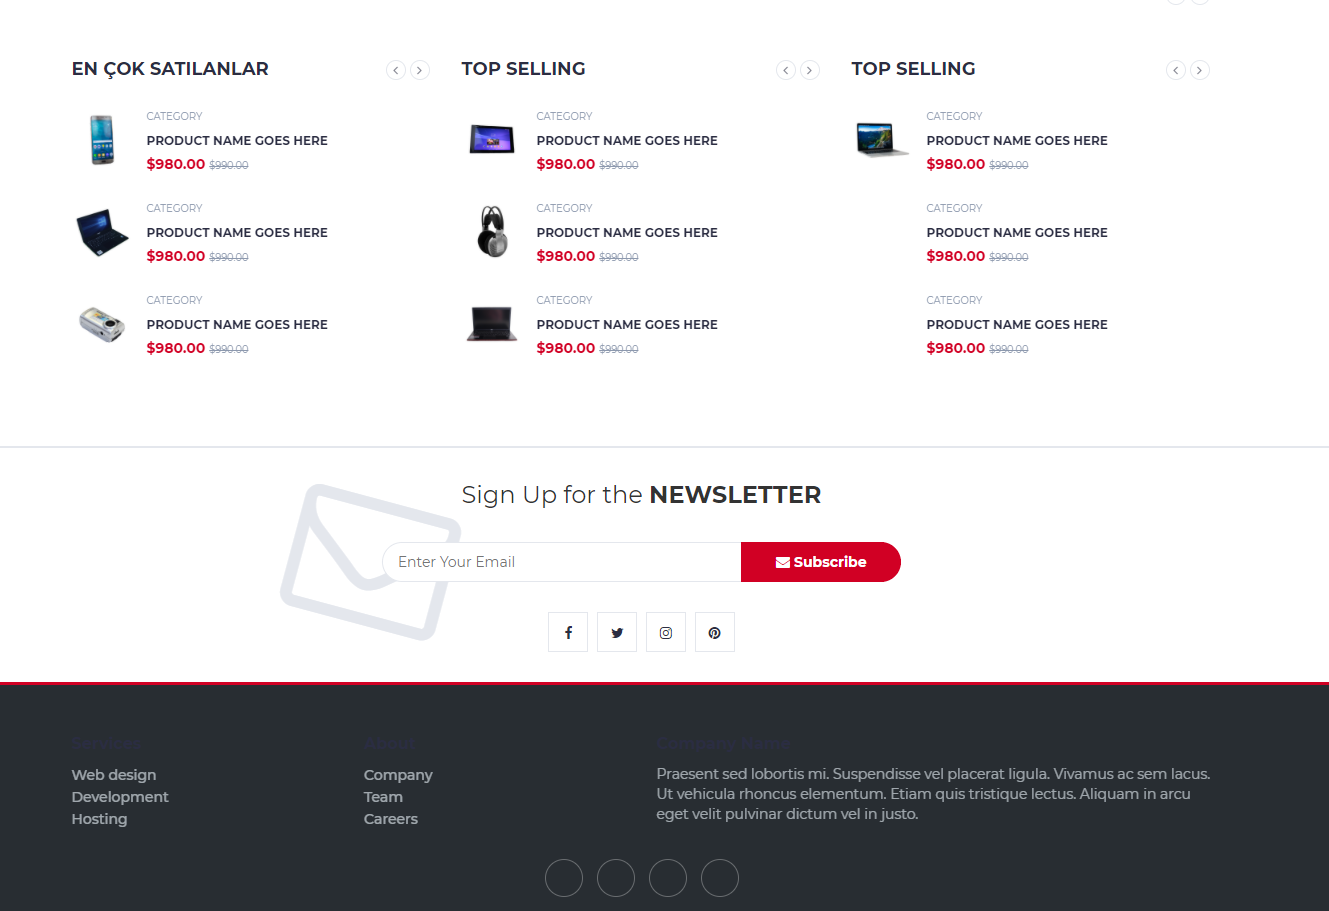 EN ÇOK SATILANLAR
CATEGORY
PRODUCT NAME GOES HERE
$980.00 $990.00
CATEGORY
PRODUCT NAME GOES HERE
$980.00 $990.00
CATEGORY
PRODUCT NAME GOES HERE
$980.00 $990.00
TOP SELLING
CATEGORY
PRODUCT NAME GOES HERE
$980.00 $990.00
CATEGORY
PRODUCT NAME GOES HERE
$980.00 $990.00
CATEGORY
PRODUCT NAME GOES HERE
$980.00 $990.00
TOP SELLING
CATEGORY
PRODUCT NAME GOES HERE
$980.00 $990.00
CATEGORY
PRODUCT NAME GOES HERE
$980.00 $990.00
CATEGORY
PRODUCT NAME GOES HERE
$980.00 $990.00
Sign Up for the NEWSLETTER
Enter Your Email
Subscribe
Services
Web design
Development
Hosting
About
Company
Team
Careers
Company Name
Praesent sed lobortis mi. Suspendisse vel placerat ligula. Vivamus ac sem lacus.
Ut vehicula rhoncus elementum. Etiam quis tristique lectus. Aliquam in arcu
eget velit pulvinar dictum vel in justo.